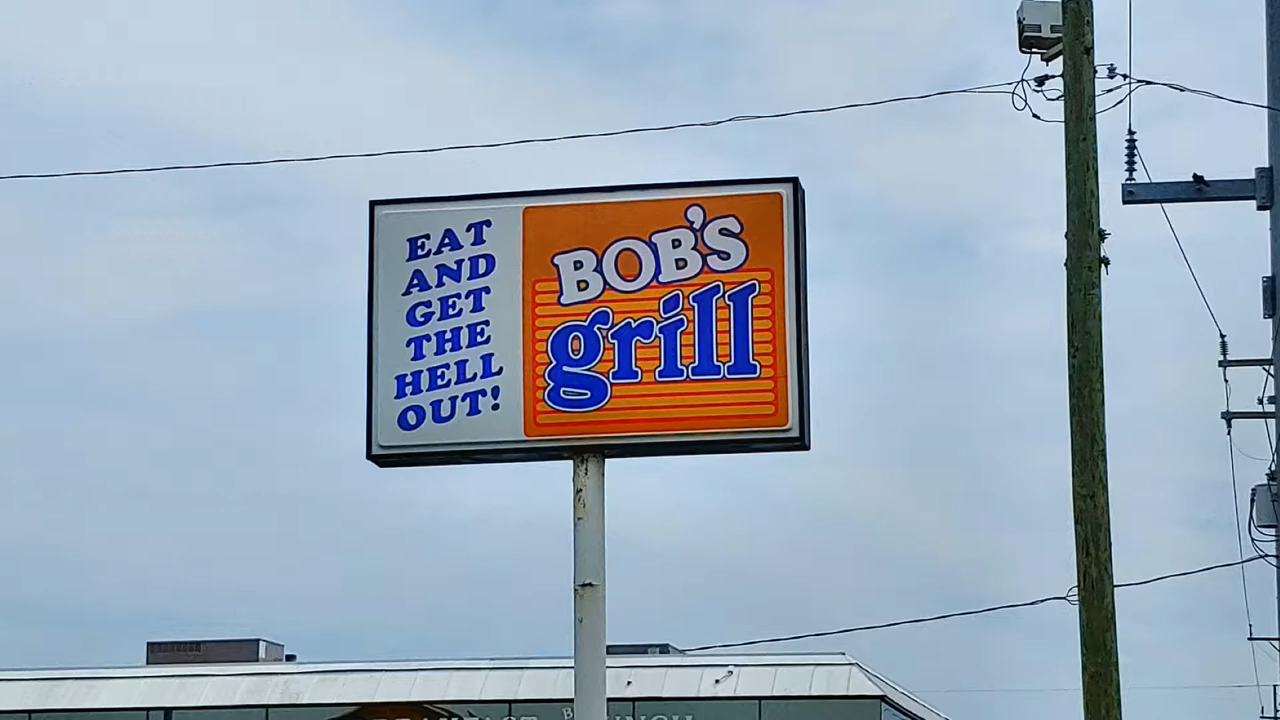 EAT
AND
GET
THE
HELL
OUT!
BOB'S
grill